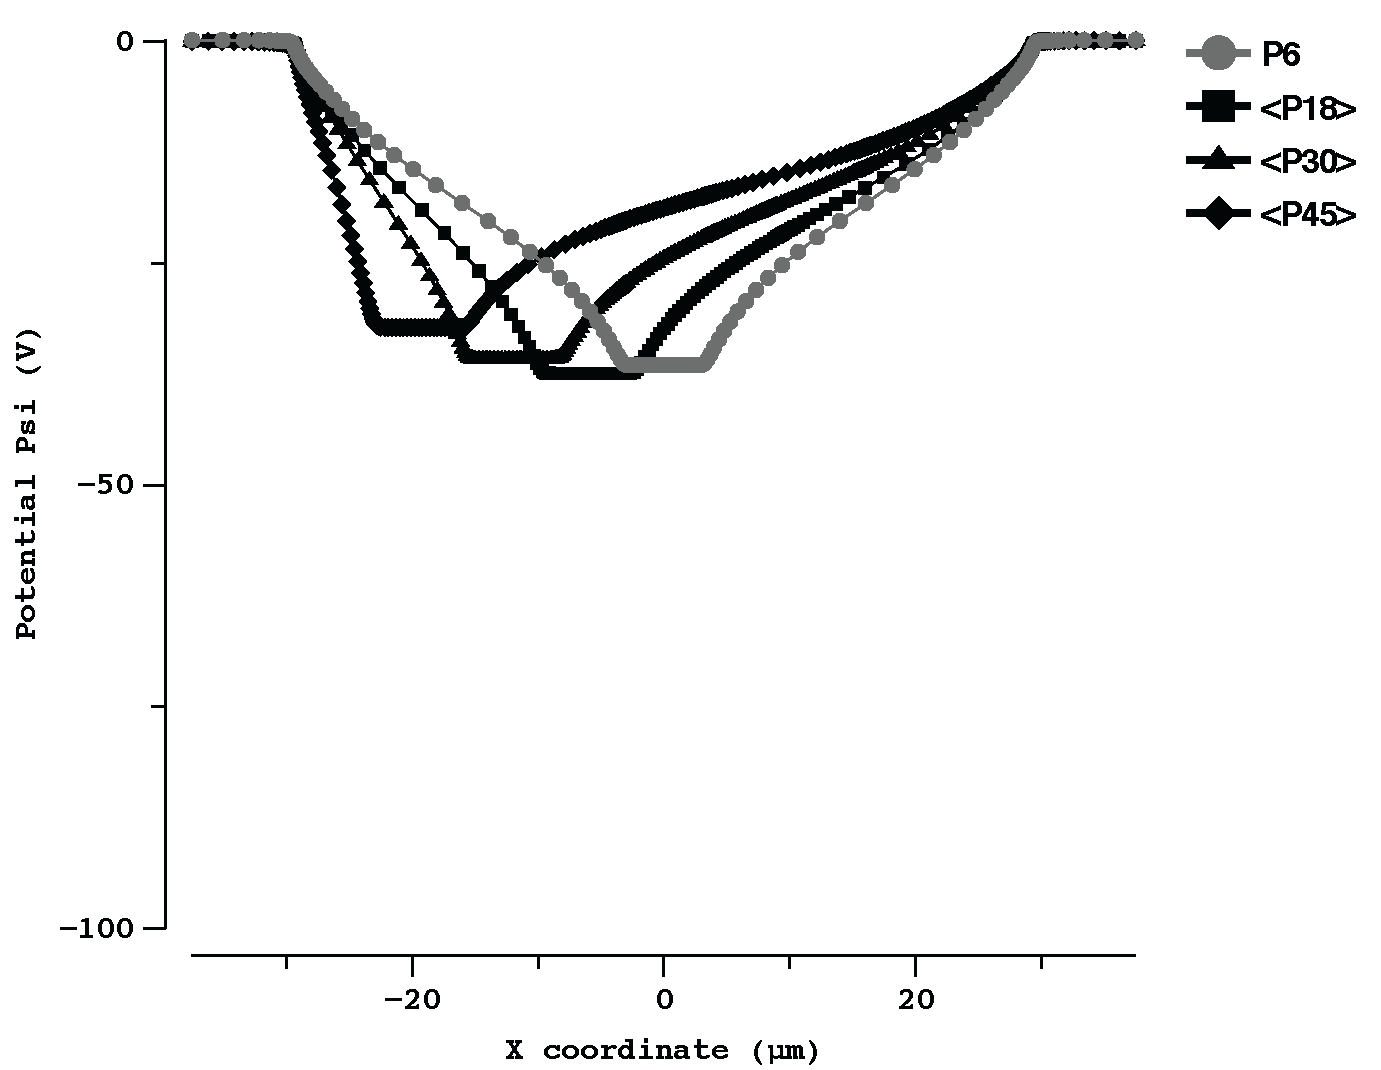 0
−50
−100
Potential Psi (V)
−20
0
20
X coordinate (μm)
P6
<P18>
<P30>
<P45>